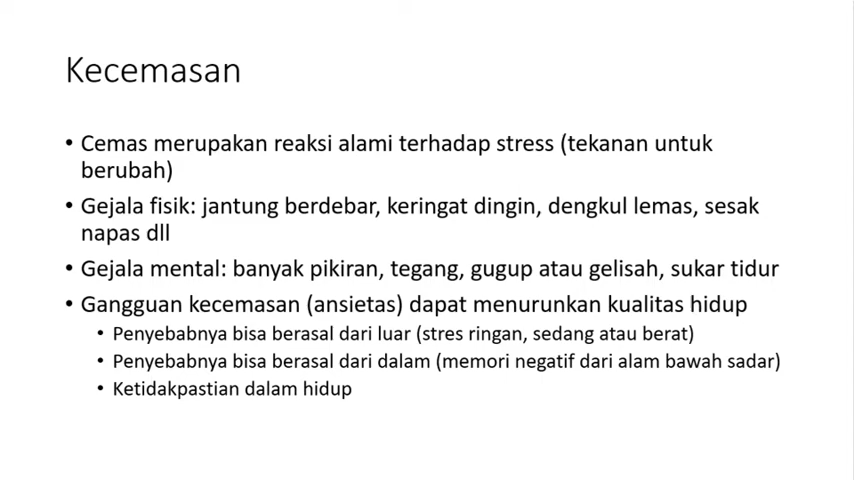 Kecemasan
• Cemas merupakan reaksi alami terhadap stress (tekanan untuk
berubah)
• Gejala fisik: jantung berdebar, keringat dingin, dengkul lemas, sesak
napas dll
• Gejala mental: banyak pikiran, tegang, gugup atau gelisah, sukar tidur
• Gangguan kecemasan (ansietas) dapat menurunkan kualitas hidup
• Penyebabnya bisa berasal dari luar (stres ringan, sedang atau berat)
• Penyebabnya bisa berasal dari dalam (memori negatif dari alam bawah sadar)
• Ketidakpastian dalam hidup